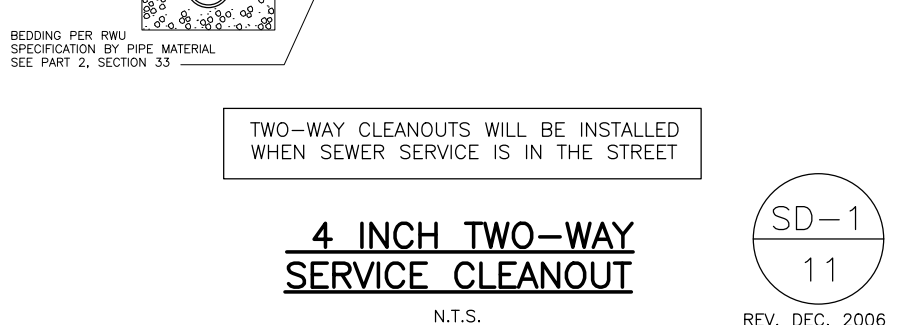 BEDDING PER RWU
SPECIFICATION BY PIPE MATERIAL
SEE PART 2, SECTION 33
TWO-WAY CLEANOUTS WILL BE INSTALLED
WHEN SEWER SERVICE IS IN THE STREET
4 INCH TWO-WAY
SERVICE CLEANOUT
N.T.S.
SD-1
11
REV. DEC. 2006